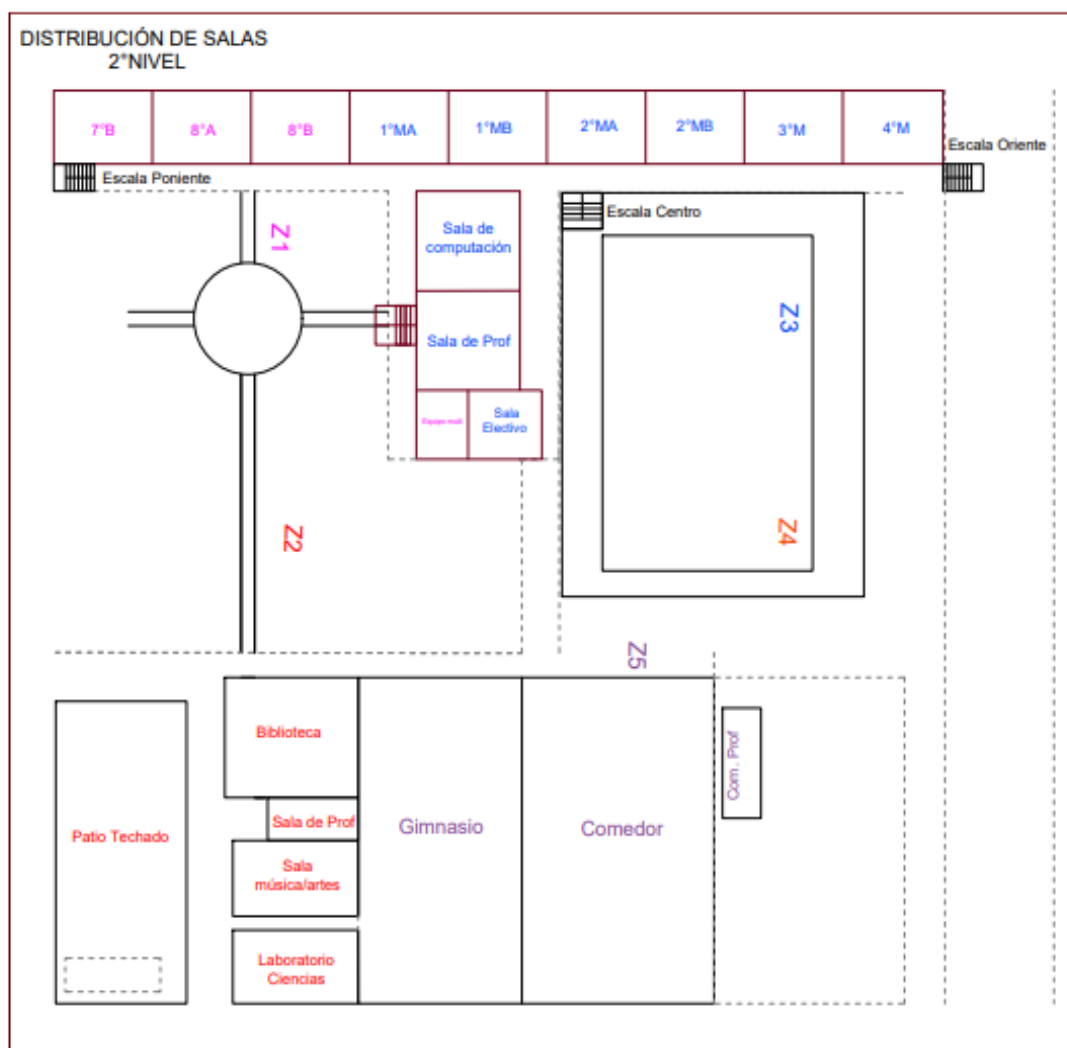 DISTRIBUCIÓN DE SALAS
2°NIVEL
7°B
8°A
8°B
1°MA
1°MB
2°MA
2°MB
3°M
4°M
Escala Oriente
Escala Poniente
Escala Centro
Z1
Sala de
computación
Z3
Sala de Prof
Equipo mult.
Sala
Electivo
Z2
Z4
Z5
Biblioteca
Com. Prof
Sala de Prof
Gimnasio
Comedor
Patio Techado
Sala
música/artes
Laboratorio
Ciencias